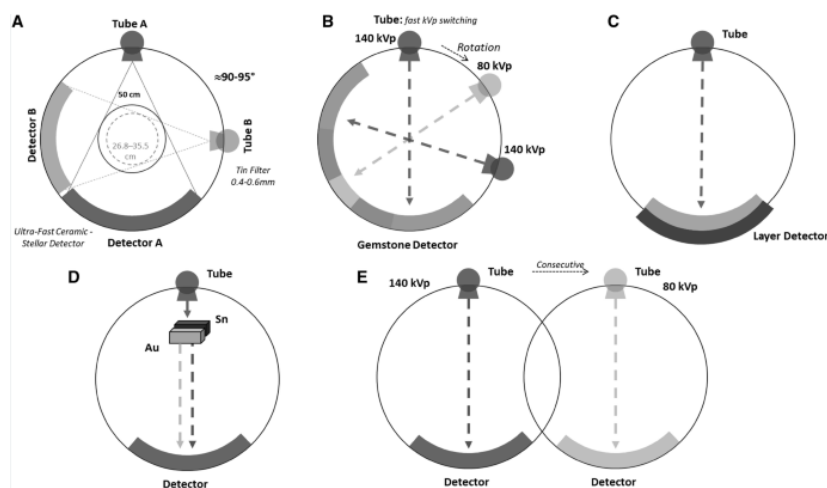 A
Tube A
≈90-95°
50 cm
26.8–35.5
cm
Detector B
Tube B
Tin Filter
0.4-0.6mm
Ultra-Fast Ceramic -
Stellar Detector
Detector A
B
Tube: fast kVp switching
140 kVp
Rotation
80 kVp
140 kVp
Gemstone Detector
C
Tube
Layer Detector
D
Tube
Sn
Au
Detector
E
140 kVp
Tube
Consecutive
Tube
80 kVp
Detector
Detector